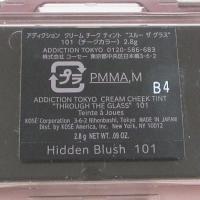 アディクション クリーム チーク ティント "スルー ザ グラス"
101 (チークカラー) 2.8g
ADDICTION TOKYO 0120-586-683
株式会社 コーセー 東京都中央区日本橋3-6-2
日本製
PMMA,M
B4
ADDICTION TOKYO CREAM CHEEK TINT
"THROUGH THE GLASS" 101
Teinte à Joues
KOSÉ Corporation 3-6-2 Nihonbashi, Tokyo Made in Japan
Dist. by KOSÉ America, Inc. New York, NY 10012
2.8 g NET WT. .09 OZ.
Hidden Blush 101